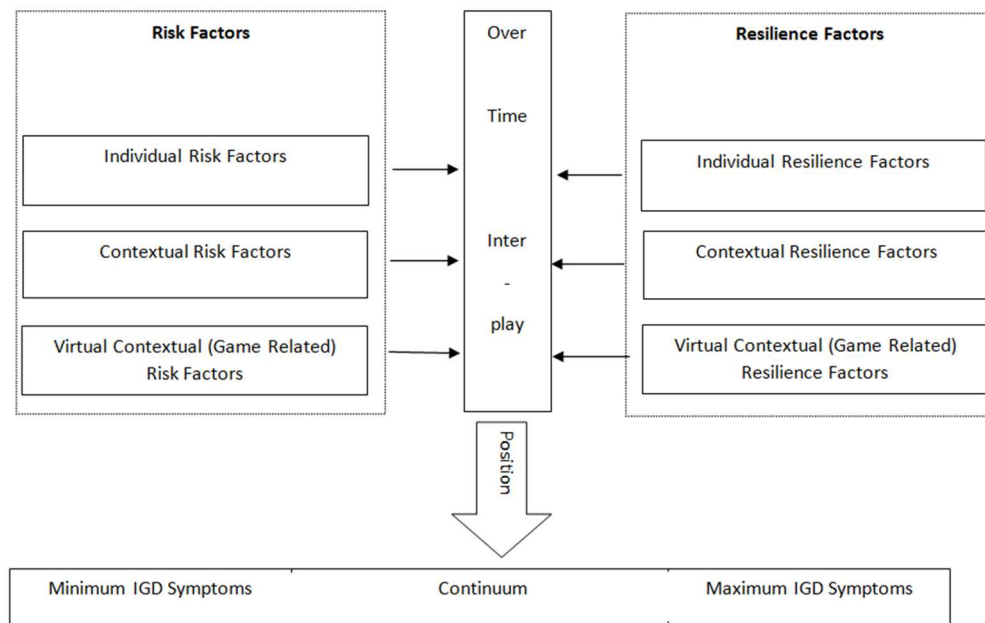 Risk Factors
Individual Risk Factors
Contextual Risk Factors
Virtual Contextual (Game Related)
Risk Factors
Over
Time
Inter
-
play
Resilience Factors
Individual Resilience Factors
Contextual Resilience Factors
Virtual Contextual (Game Related)
Resilience Factors
Position
Minimum IGD Symptoms
Continuum
Maximum IGD Symptoms